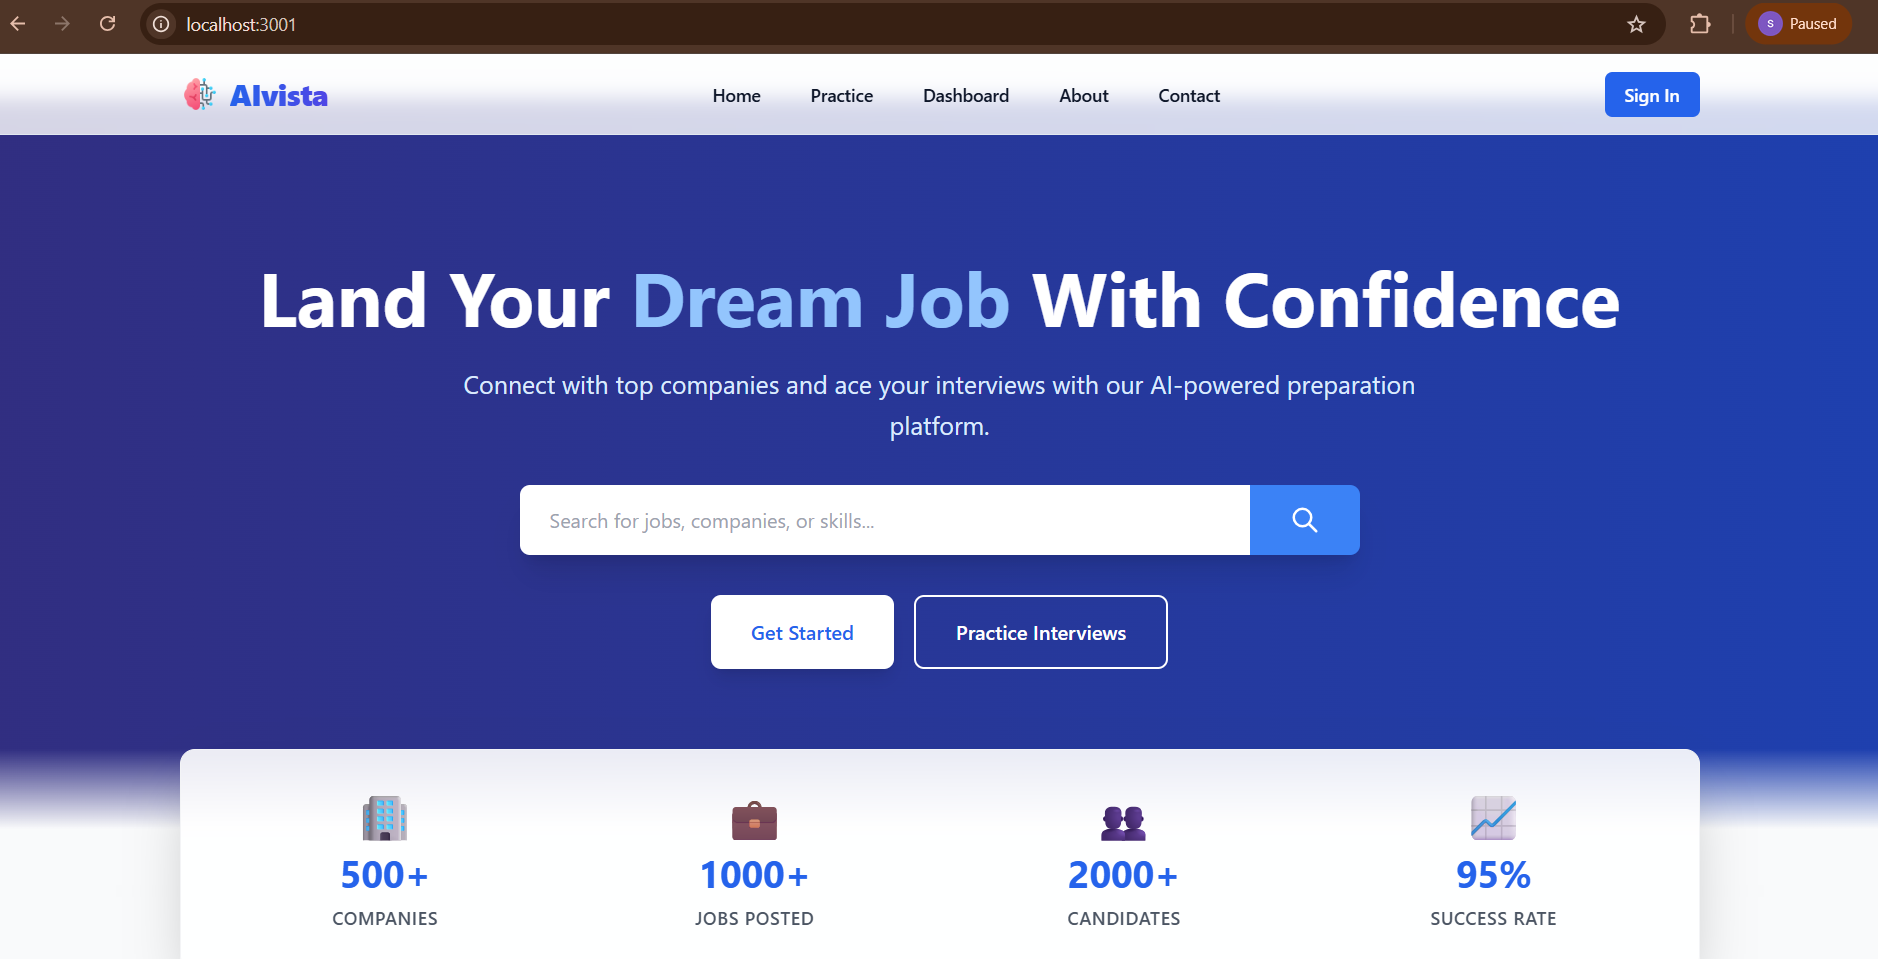 localhost:3001
S
Paused
AIvista
Home
Practice
Dashboard
About
Contact
Sign In
Land Your Dream Job With Confidence
Connect with top companies and ace your interviews with our AI-powered preparation
platform.
Search for jobs, companies, or skills...
Get Started
Practice Interviews
500+
COMPANIES
1000+
JOBS POSTED
2000+
CANDIDATES
95%
SUCCESS RATE